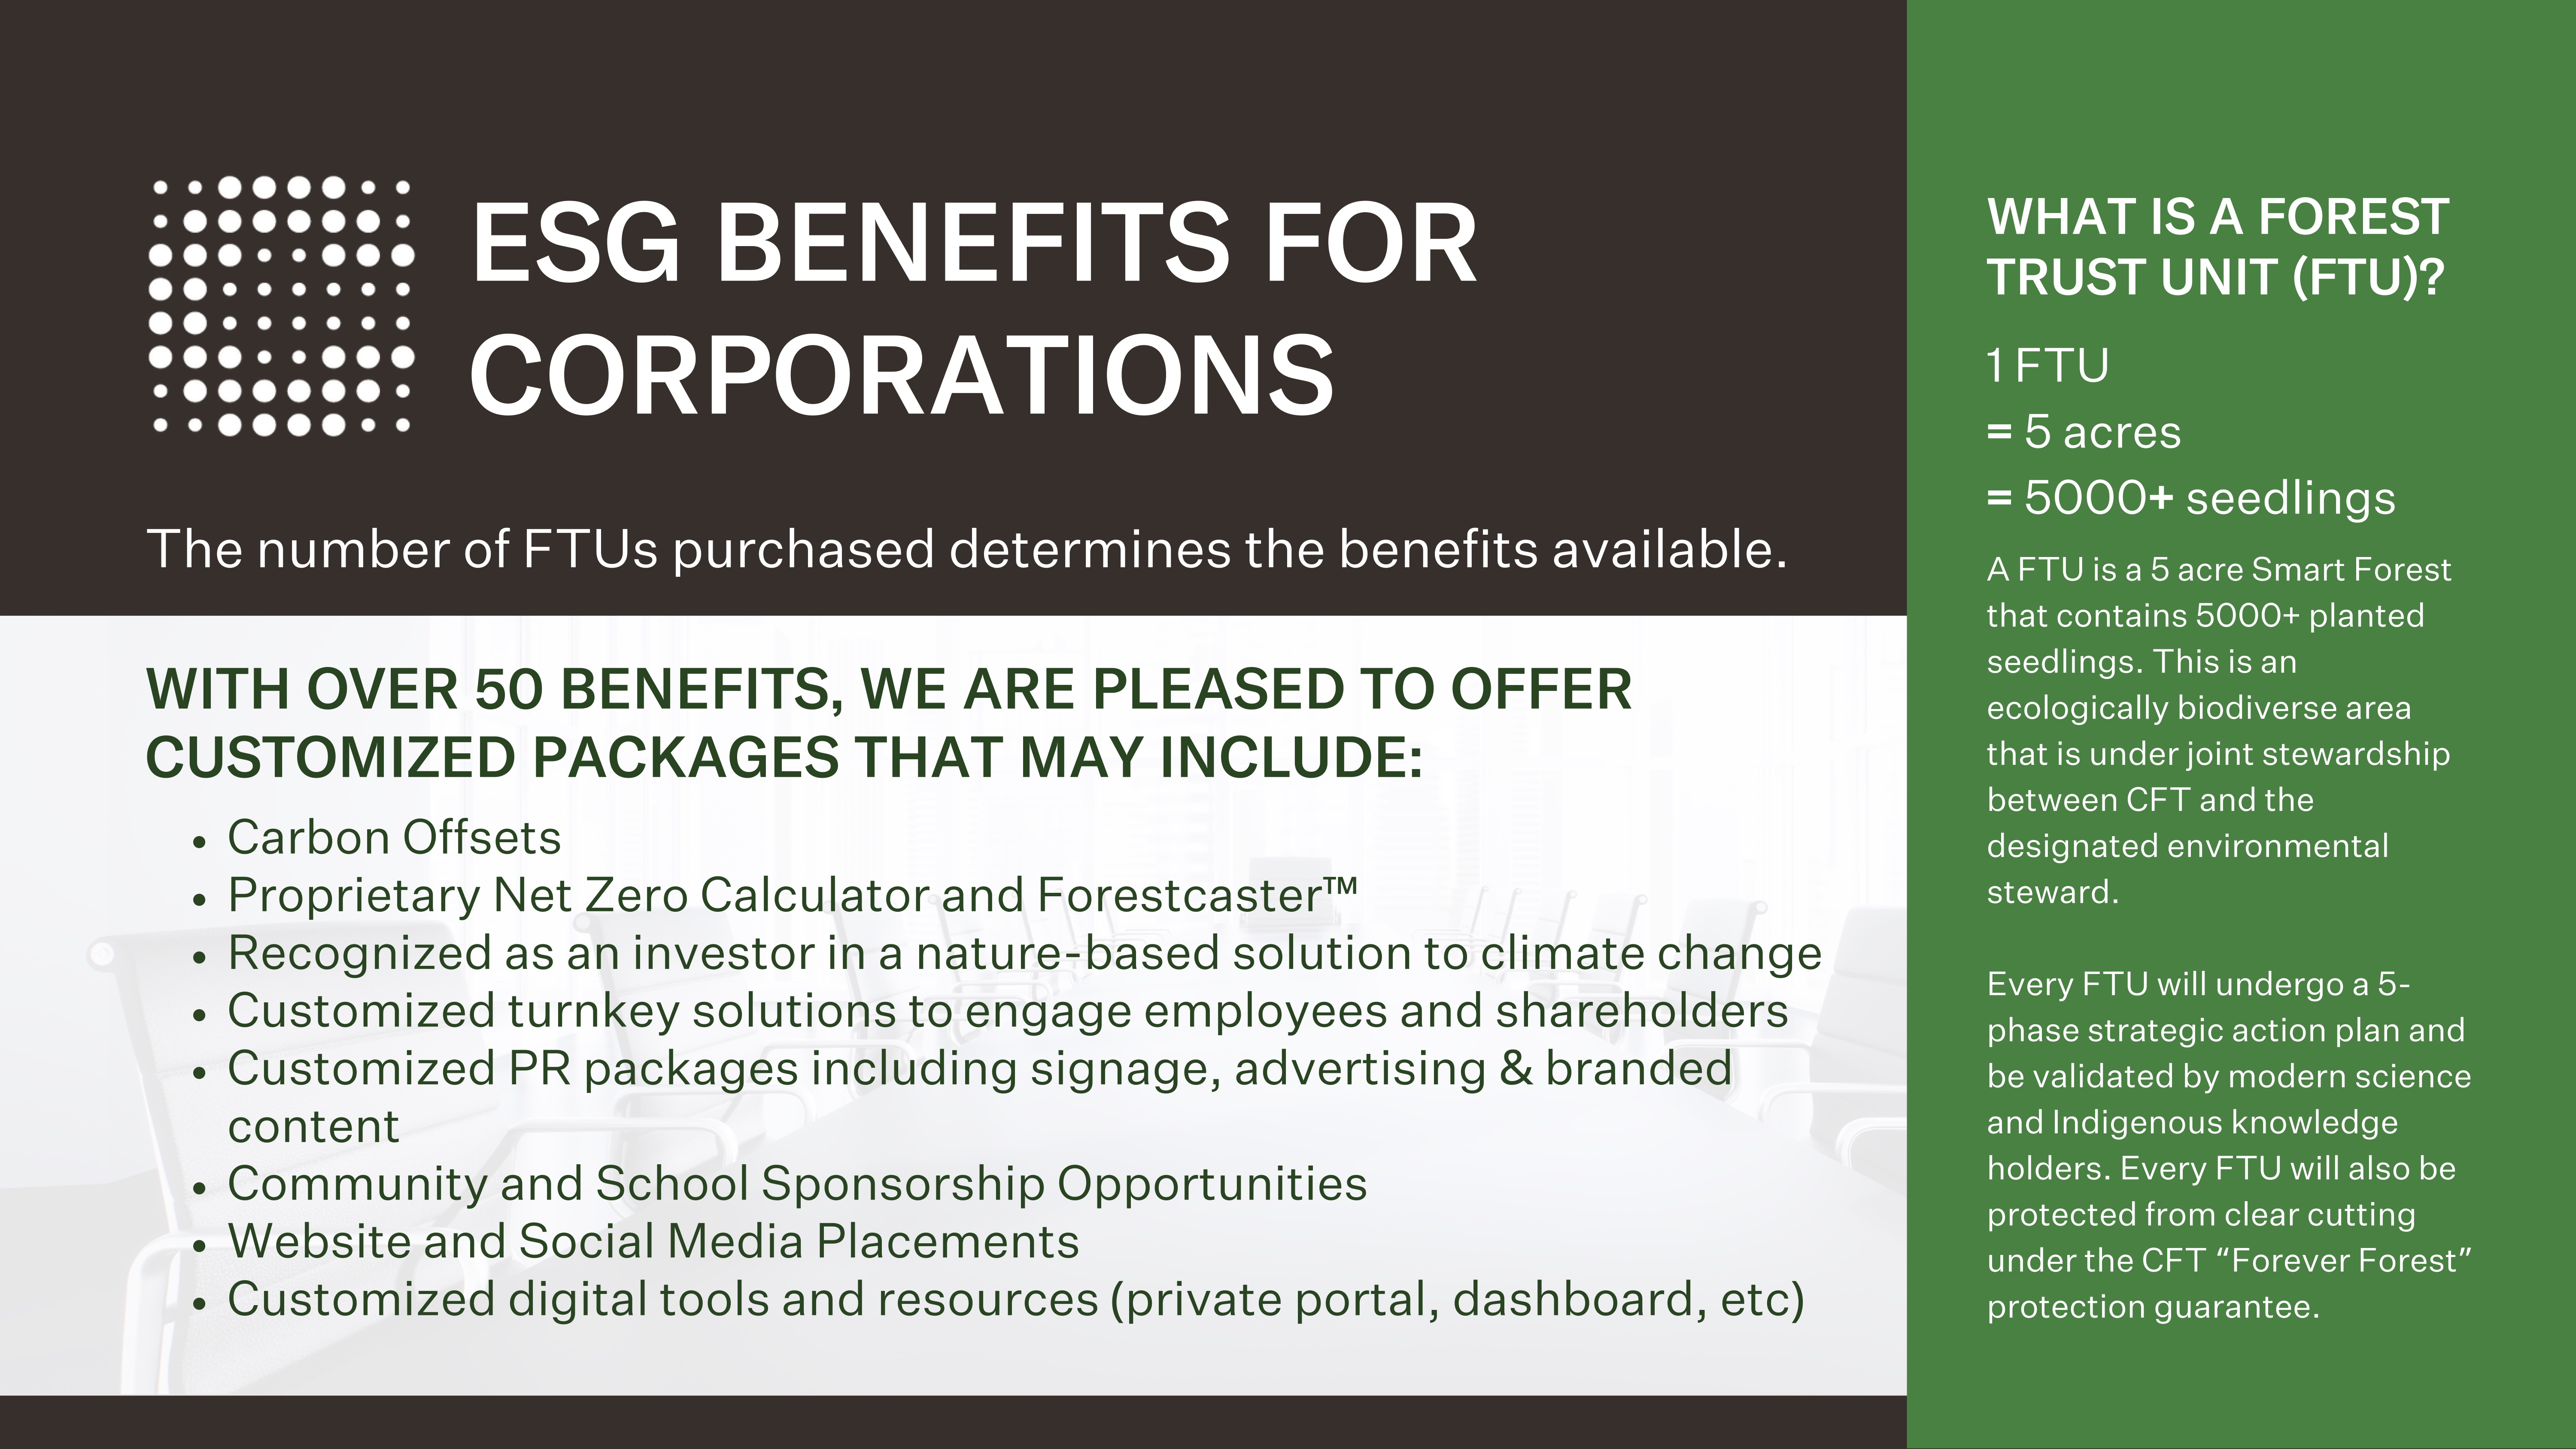 ESG BENEFITS FOR
CORPORATIONS
The number of FTUs purchased determines the benefits available.
WITH OVER 50 BENEFITS, WE ARE PLEASED TO OFFER
CUSTOMIZED PACKAGES THAT MAY INCLUDE:
• Carbon Offsets
• Proprietary Net Zero Calculator and Forestcaster™
• Recognized as an investor in a nature-based solution to climate change
• Customized turnkey solutions to engage employees and shareholders
• Customized PR packages including signage, advertising & branded
content
• Community and School Sponsorship Opportunities
• Website and Social Media Placements
• Customized digital tools and resources (private portal, dashboard, etc)
WHAT IS A FOREST
TRUST UNIT (FTU)?
1 FTU
= 5 acres
= 5000+ seedlings
A FTU is a 5 acre Smart Forest
that contains 5000+ planted
seedlings. This is an
ecologically biodiverse area
that is under joint stewardship
between CFT and the
designated environmental
steward.
Every FTU will undergo a 5-
phase strategic action plan and
be validated by modern science
and Indigenous knowledge
holders. Every FTU will also be
protected from clear cutting
under the CFT “Forever Forest”
protection guarantee.